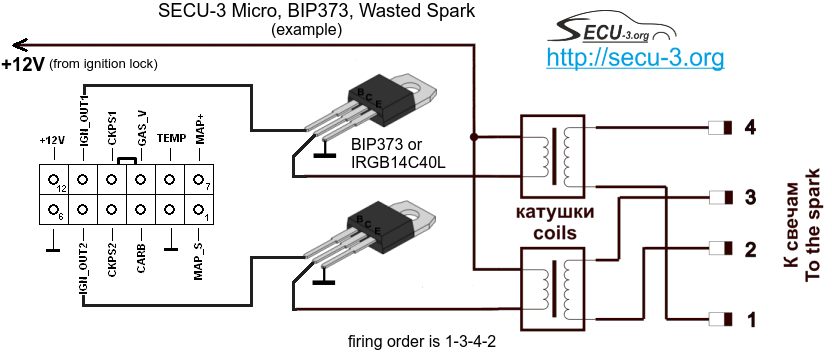 SECU-3 Micro, BIP373, Wasted Spark
(example)
SECU-3.org
http://secu-3.org
+12V (from ignition lock)
+12V
IGN_OUT1
CKPS1
GAS_V
TEMP
MAP+
12
7
6
1
IGN_OUT2
CKPS2
CARB
MAP_S
B C E
BIP373 or
IRGB14C40L
B C E
катушки
coils
4
3
2
1
К свечам
To the spark
firing order is 1-3-4-2